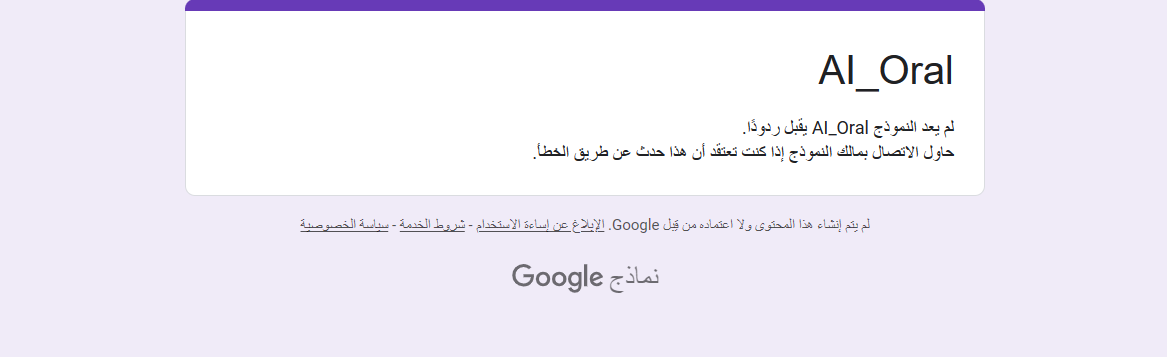 AI_Oral
لم يعد النموذج AI_Oral يقبل ردودًا.
حاول الاتصال بمالك النموذج إذا كنت تعتقد أن هذا حدث عن طريق الخطأ.
لم يتم إنشاء هذا المحتوى ولا اعتماده من قِبل Google. الإبلاغ عن إساءة الاستخدام - شروط الخدمة - سياسة الخصوصية
نماذج Google